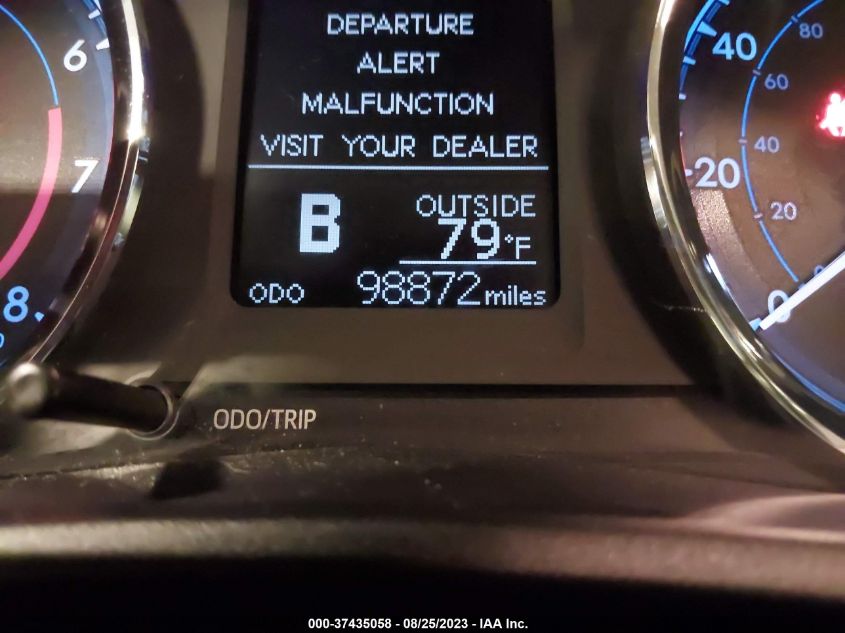 DEPARTURE
ALERT
MALFUNCTION
VISIT YOUR DEALER
B
OUTSIDE
79°F
ODO 98872 miles
6
7
8
40
20
0
80
60
40
20
ODO/TRIP
000-37435058 - 08/25/2023 - IAA Inc.